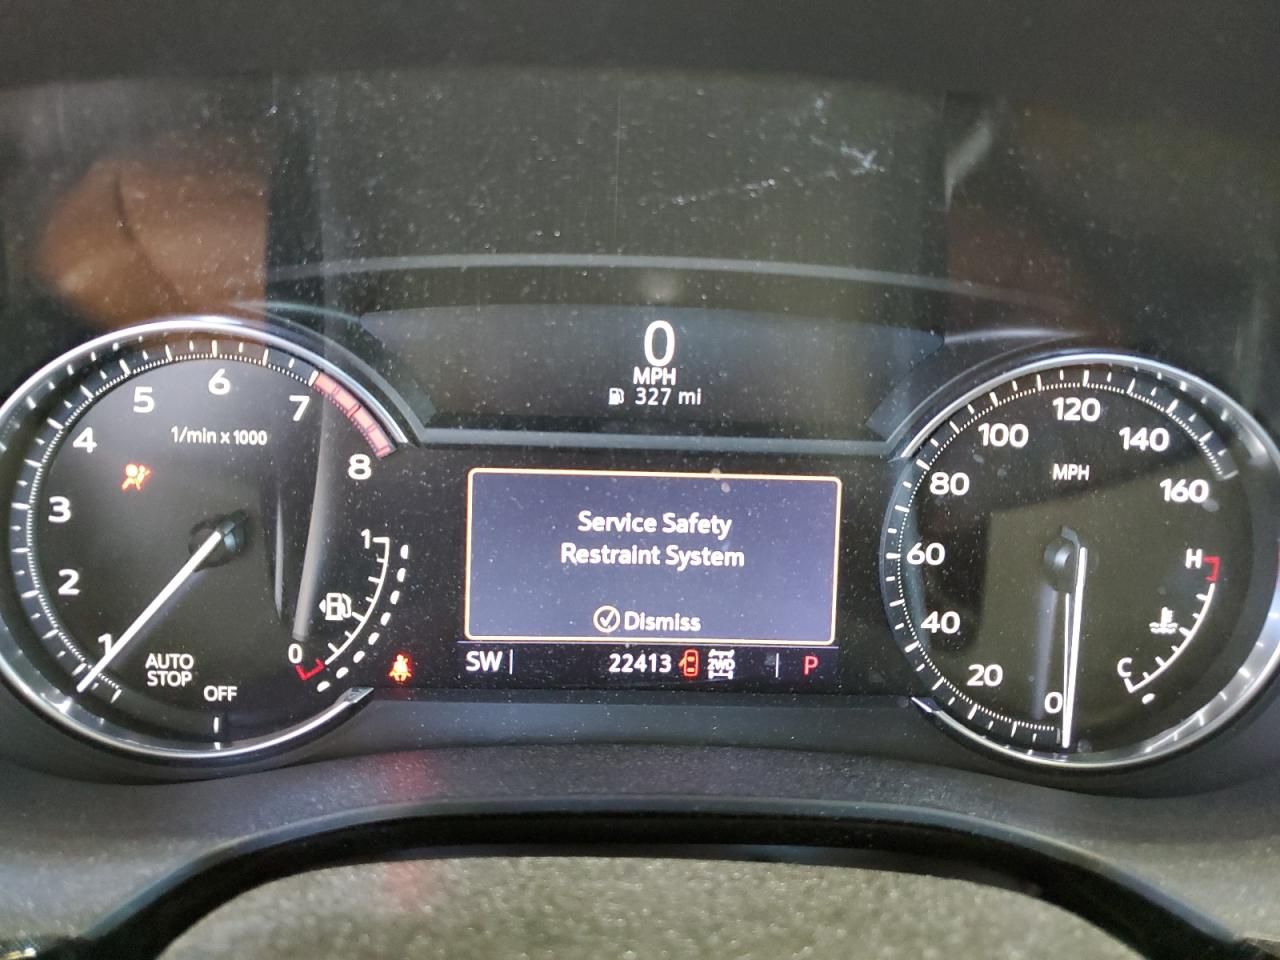 0
MPH
327 mi
1/min x 1000
1
2
3
4
5
6
7
8
AUTO
STOP
OFF
1
0
Service Safety
Restraint System
Dismiss
SW
22413
2WD
P
MPH
0
20
40
60
80
100
120
140
160
H
C